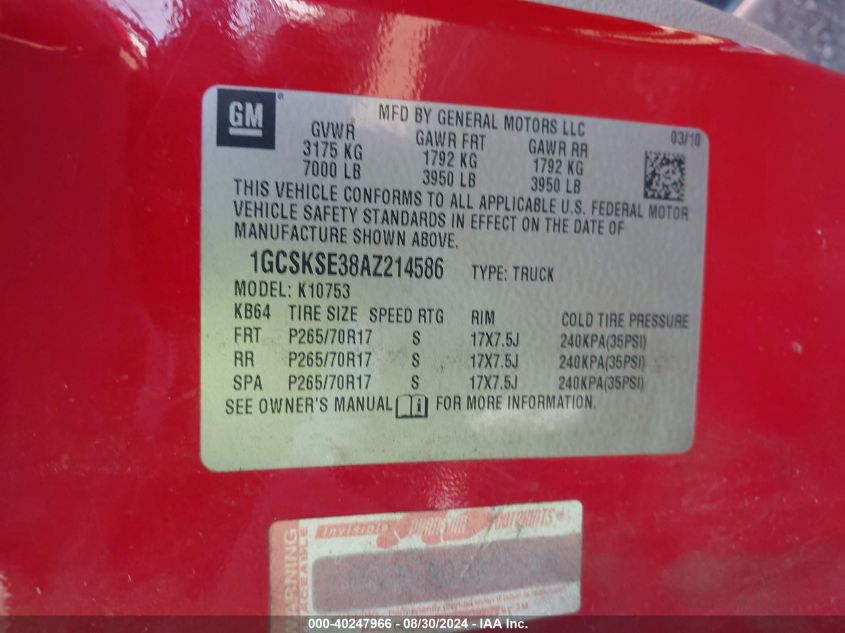 GM
MFD BY GENERAL MOTORS LLC
03/10
GVWR GAWR FRT GAWR RR
3175 KG 1792 KG 1792 KG
7000 LB 3950 LB 3950 LB
THIS VEHICLE CONFORMS TO ALL APPLICABLE U.S. FEDERAL MOTOR
VEHICLE SAFETY STANDARDS IN EFFECT ON THE DATE OF
MANUFACTURE SHOWN ABOVE.
1GCSKSE38AZ214586 TYPE: TRUCK
MODEL: K10753
KB64 TIRE SIZE SPEED RTG RIM COLD TIRE PRESSURE
FRT P265/70R17 S 17X7.5J 240KPA(35PSI)
RR P265/70R17 S 17X7.5J 240KPA(35PSI)
SPA P265/70R17 S 17X7.5J 240KPA(35PSI)
SEE OWNER'S MANUAL i FOR MORE INFORMATION.
Invisible
WARNING
000-40247966 - 08/30/2024 - IAA Inc.